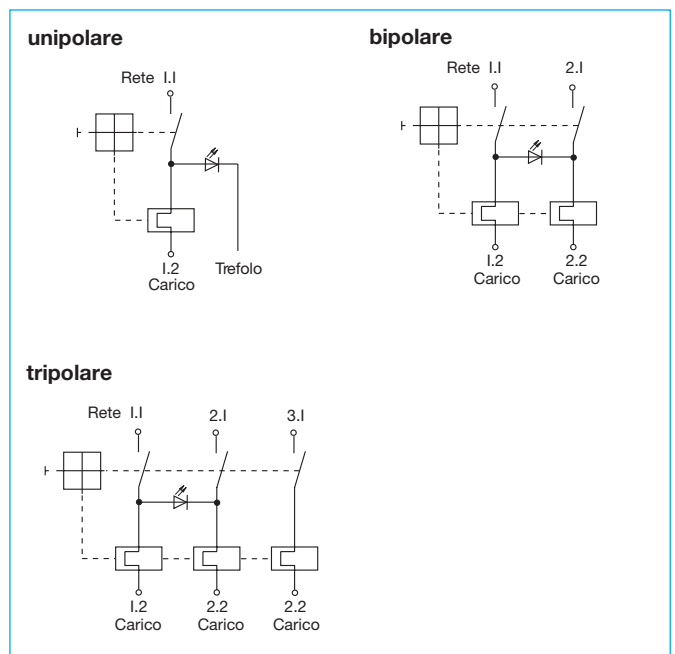 unipolare
Rete I.I
I.2
Carico
Trefolo
bipolare
Rete I.I 2.I
I.2 2.2
Carico Carico
tripolare
Rete I.I 2.I 3.I
I.2 2.2 2.2
Carico Carico Carico